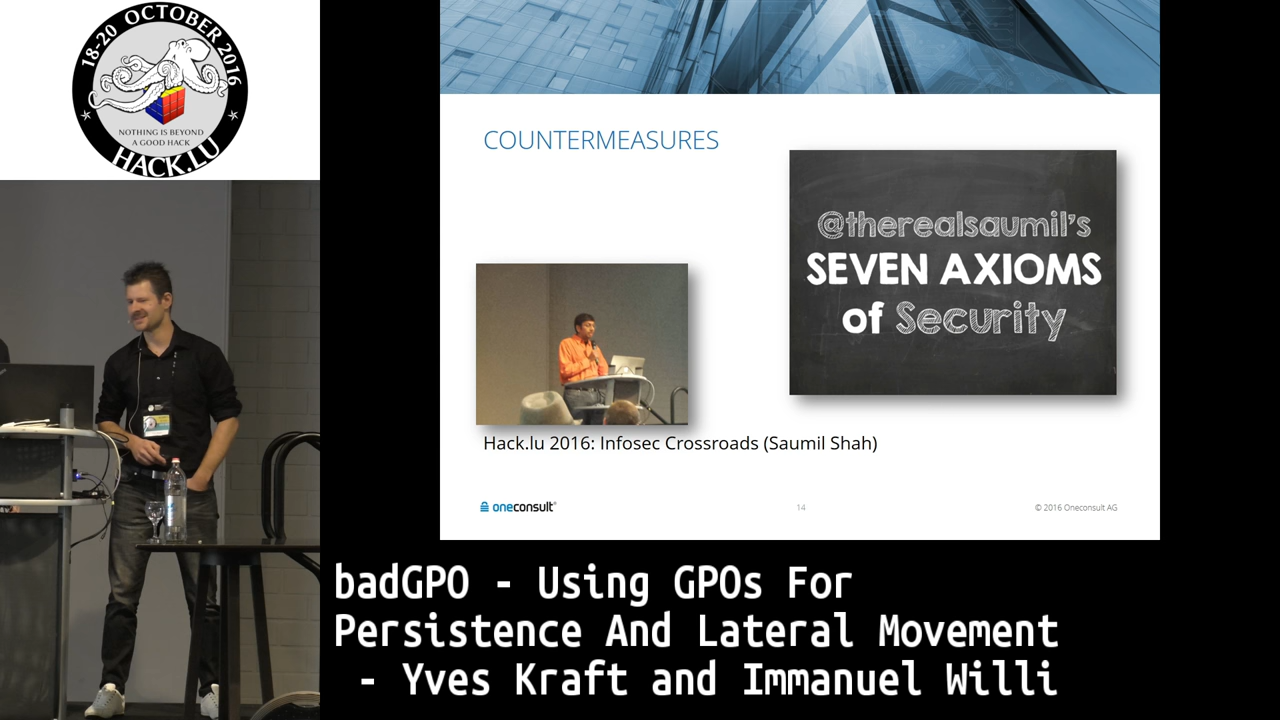 18-20 OCTOBER 2016
NOTHING IS BEYOND
A GOOD HACK
HACK.LU
COUNTERMEASURES
@therealsaumil's
SEVEN AXIOMS
of Security
Hack.lu 2016: Infosec Crossroads (Saumil Shah)
oneconsult
14
© 2016 Oneconsult AG
badGPO - Using GPOs For
Persistence And Lateral Movement
- Yves Kraft and Immanuel Willi